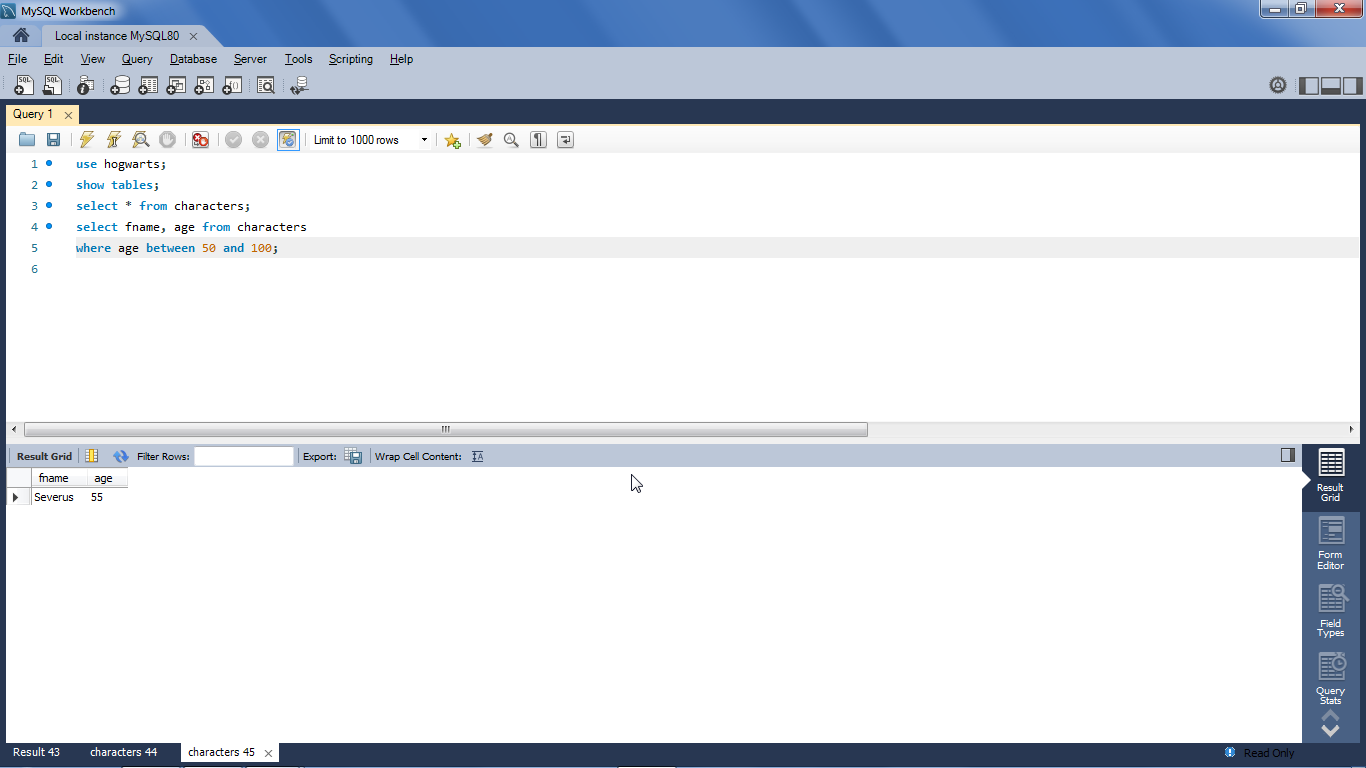 MySQL Workbench
Local instance MySQL80
File Edit View Query Database Server Tools Scripting Help
Query 1
Limit to 1000 rows
1 use hogwarts;
2 show tables;
3 select * from characters;
4 select fname, age from characters
5 where age between 50 and 100;
6
Result Grid Filter Rows: Export: Wrap Cell Content:
fname age
Severus 55
Result
Grid
Form
Editor
Field
Types
Query
Stats
Result 43 characters 44 characters 45
Read Only